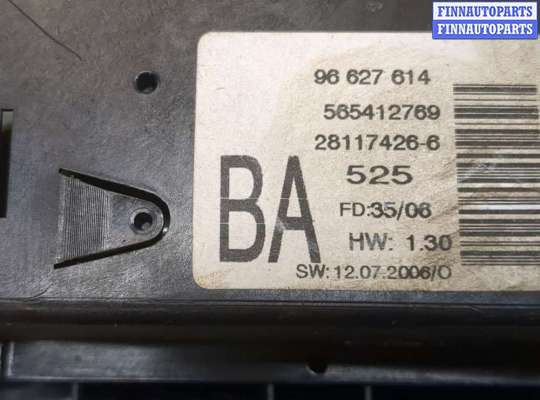 FINNAUTOPARTS
FINNAUTOPARTS
96 627 614
565412769
28117426-6
BA
525
FD:35/06
HW: 1.30
SW: 12.07.2006/0